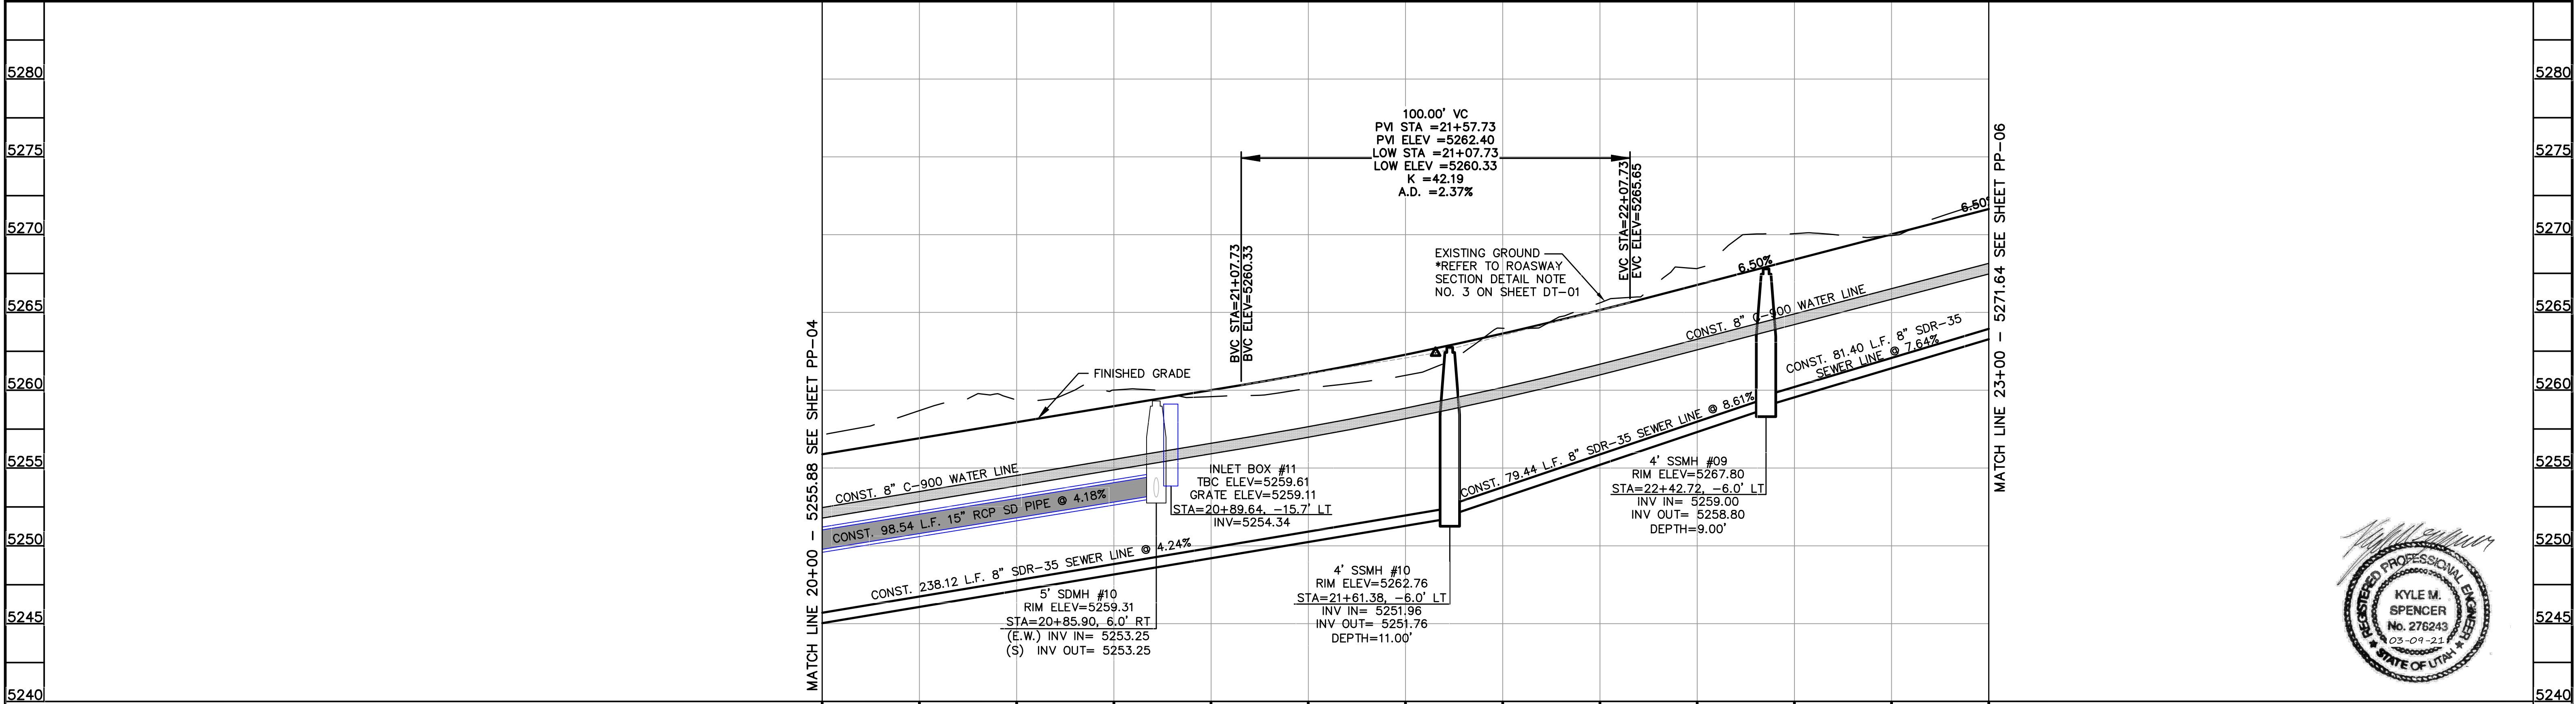 5280
5275
5270
5265
5260
5255
5250
5245
5240
MATCH LINE 20+00 - 5255.88 SEE SHEET PP-04
100.00' VC
PVI STA =21+57.73
PVI ELEV =5262.40
LOW STA =21+07.73
LOW ELEV =5260.33
K =42.19
A.D. =2.37%
BVC STA=21+07.73
BVC ELEV=5260.33
EVC STA=22+07.73
EVC ELEV=5265.65
EXISTING GROUND
*REFER TO ROASWAY
SECTION DETAIL NOTE
NO. 3 ON SHEET DT-01
FINISHED GRADE
6.50%
6.50%
CONST. 8" C-900 WATER LINE
CONST. 8" C-900 WATER LINE
CONST. 98.54 L.F. 15" RCP SD PIPE @ 4.18%
CONST. 238.12 L.F. 8" SDR-35 SEWER LINE @ 4.24%
CONST. 79.44 L.F. 8" SDR-35 SEWER LINE @ 8.61%
CONST. 81.40 L.F. 8" SDR-35
SEWER LINE @ 7.64%
INLET BOX #11
TBC ELEV=5259.61
GRATE ELEV=5259.11
STA=20+89.64, -15.7' LT
INV=5254.34
5' SDMH #10
RIM ELEV=5259.31
STA=20+85.90, 6.0' RT
(E.W.) INV IN= 5253.25
(S) INV OUT= 5253.25
4' SSMH #10
RIM ELEV=5262.76
STA=21+61.38, -6.0' LT
INV IN= 5251.96
INV OUT= 5251.76
DEPTH=11.00'
4' SSMH #09
RIM ELEV=5267.80
STA=22+42.72, -6.0' LT
INV IN= 5259.00
INV OUT= 5258.80
DEPTH=9.00'
MATCH LINE 23+00 - 5271.64 SEE SHEET PP-06
REGISTERED PROFESSIONAL ENGINEER
KYLE M.
SPENCER
No. 276243
03-09-21
STATE OF UTAH
5280
5275
5270
5265
5260
5255
5250
5245
5240